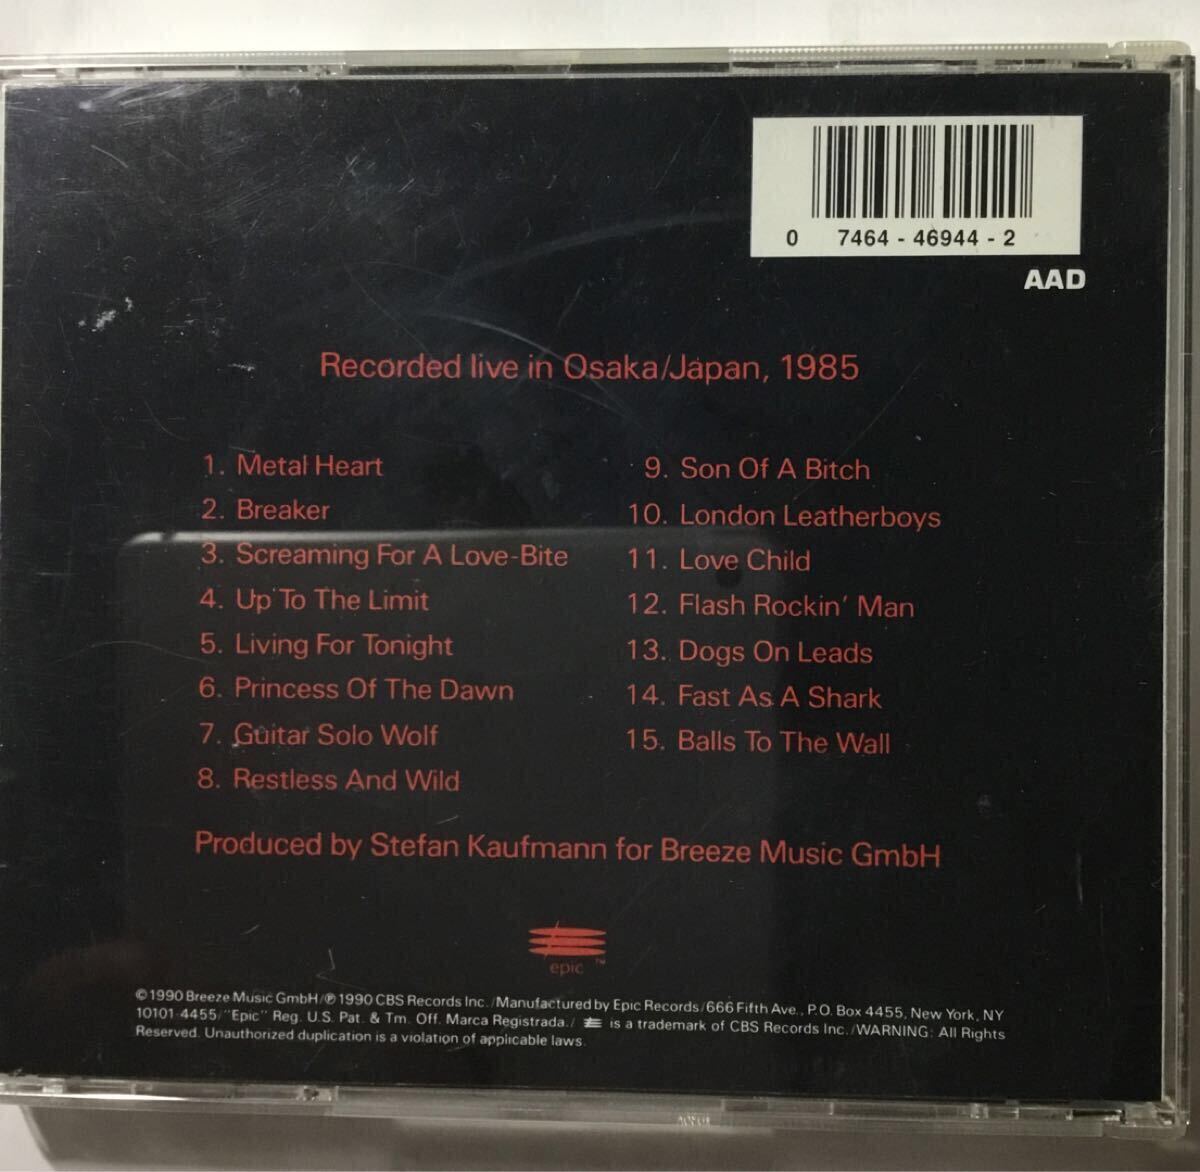 0 7464 - 46944 - 2
AAD
Recorded live in Osaka/Japan, 1985
1. Metal Heart
2. Breaker
3. Screaming For A Love-Bite
4. Up To The Limit
5. Living For Tonight
6. Princess Of The Dawn
7. Guitar Solo Wolf
8. Restless And Wild
9. Son Of A Bitch
10. London Leatherboys
11. Love Child
12. Flash Rockin' Man
13. Dogs On Leads
14. Fast As A Shark
15. Balls To The Wall
Produced by Stefan Kaufmann for Breeze Music GmbH
epic ™
© 1990 Breeze Music GmbH/℗ 1990 CBS Records Inc./Manufactured by Epic Records/666 Fifth Ave., P.O. Box 4455, New York, NY
10101-4455/"Epic" Reg. U.S. Pat. & Tm. Off. Marca Registrada./ is a trademark of CBS Records Inc./WARNING: All Rights
Reserved. Unauthorized duplication is a violation of applicable laws.